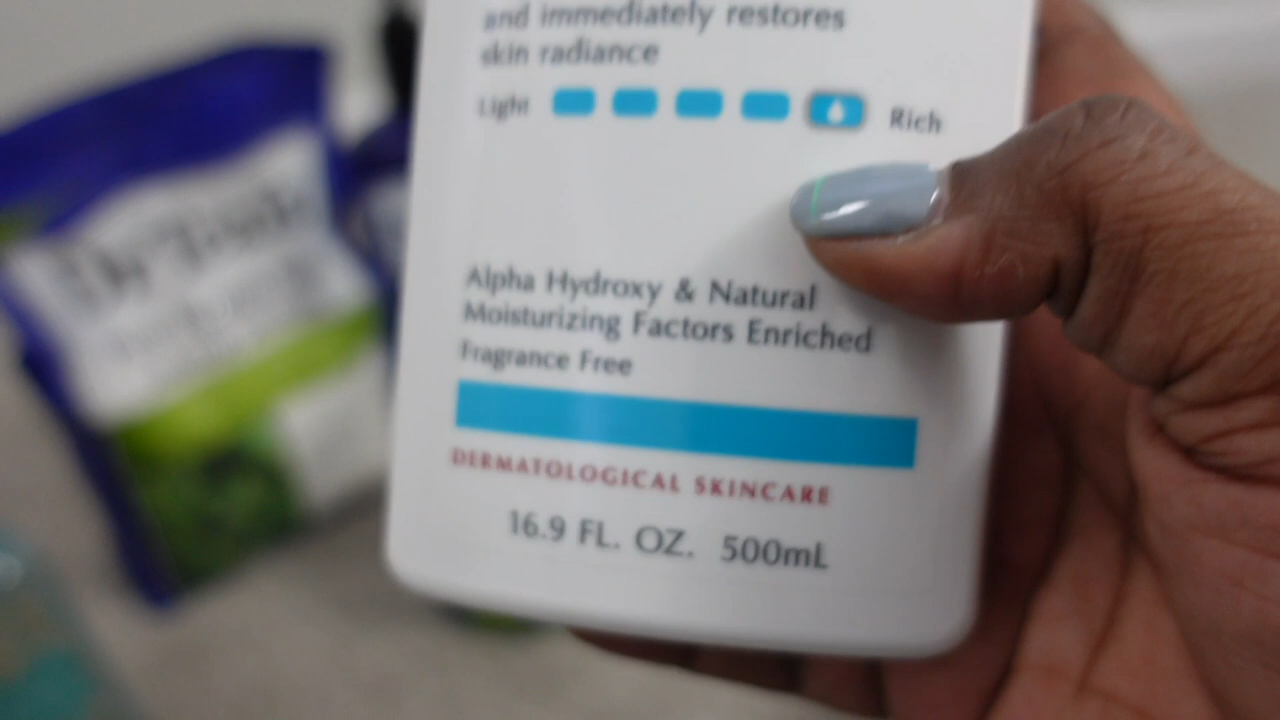 and immediately restores
skin radiance
Light Rich
Alpha Hydroxy & Natural
Moisturizing Factors Enriched
Fragrance Free
DERMATOLOGICAL SKINCARE
16.9 FL. OZ. 500mL